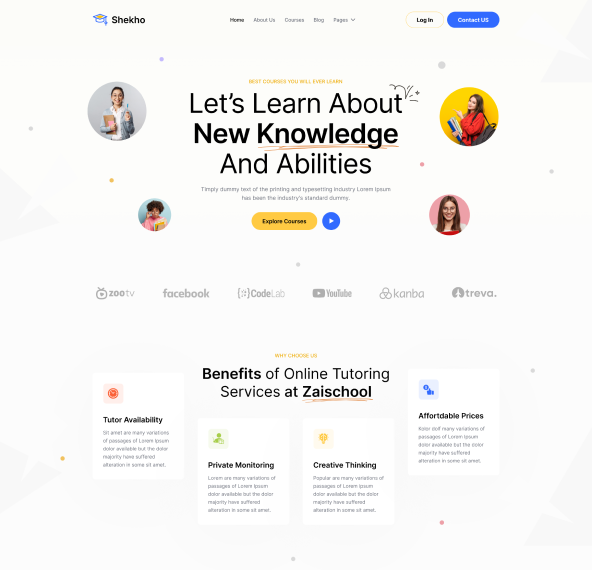 Shekho
Home About Us Courses Blog Pages
Log In Contact US
BEST COURSES YOU WILL EVER LEARN
Let's Learn About
New Knowledge
And Abilities
Timply dummy text of the printing and typesetting industry Lorem Ipsum
has been the industry's standard dummy.
Explore Courses
ZOOtv facebook CodeLab YouTube kanba treva.
WHY CHOOSE US
Benefits of Online Tutoring
Services at Zaischool
Tutor Availability
Sit amet are many variations
of passages of Lorem Ipsum
dolor available but the dolor
majority have suffered
alteration in some sit amet.
Private Monitoring
Lorem are many variations of
passages of Lorem Ipsum
dolor available but the dolor
majority have suffered
alteration in some sit amet.
Creative Thinking
Popular are many variations of
passages of Lorem Ipsum
dolor available but the dolor
majority have suffered
alteration in some sit amet.
Affordable Prices
Kolor dolf many variations of
passages of Lorem Ipsum
dolor available but the dolor
majority have suffered
alteration in some sit amet.